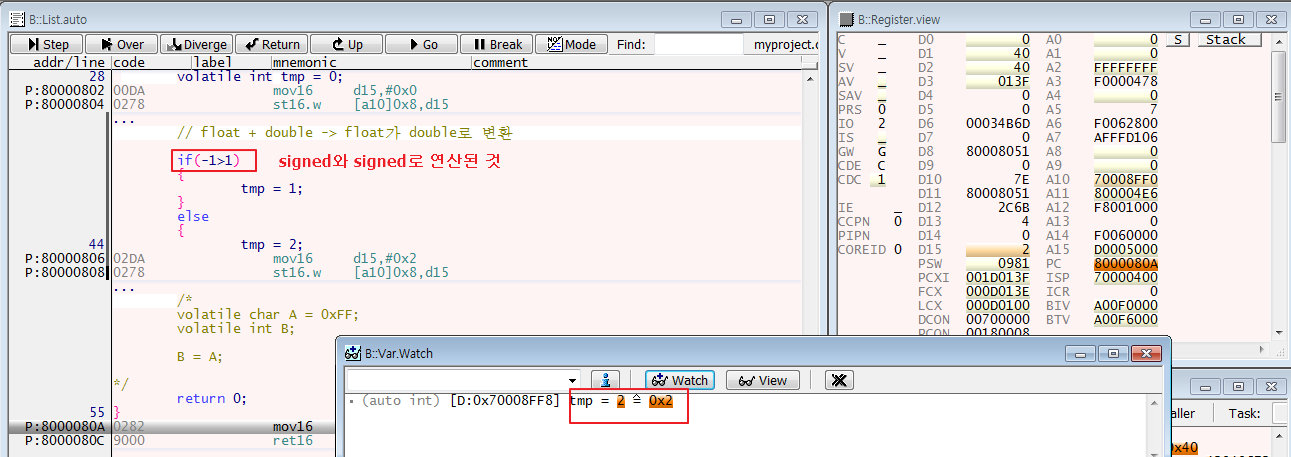 B::List.auto
Step Over Diverge Return Up Go Break Mode Find: myproject.c
addr/line code label mnemonic comment
28 volatile int tmp = 0;
P:80000802 00DA mov16 d15,#0x0
P:80000804 0278 st16.w [a10]0x8,d15
...
// float + double -> float가 double로 변환
if(-1>1) signed와 signed로 연산된 것
{
tmp = 1;
}
else
{
44 tmp = 2;
P:80000806 02DA mov16 d15,#0x2
P:80000808 0278 st16.w [a10]0x8,d15
...
/*
volatile char A = 0xFF;
volatile int B;
B = A;
*/
return 0;
55 }
P:8000080A 0282 mov16
P:8000080C 9000 ret16
B::Register.view
C _ D0 0 A0 0 S Stack
V _ D1 40 A1 0
SV _ D2 40 A2 FFFFFFFF
AV _ D3 013F A3 F0000478
SAV _ D4 0 A4 0
PRS 0 D5 0 A5 7
IO 2 D6 00034B6D A6 F0062800
IS _ D7 0 A7 AFFFD106
GW G D8 80008051 A8 0
CDE C D9 0 A9 0
CDC 1 D10 7E A10 70008FF0
D11 80008051 A11 800004E6
IE _ D12 2C6B A12 F8001000
CCPN 0 D13 4 A13 0
PIPN D14 0 A14 F0060000
COREID 0 D15 2 A15 D0005000
PSW 0981 PC 8000080A
PCXI 001D013F ISP 70000400
FCX 000D013E ICR 0
LCX 000D0100 BIV A00F0000
DCON 00700000 BTV A00F6000
PCON 00180008
B::Var.Watch
Watch View
(auto int) [D:0x70008FF8] tmp = 2 ≙ 0x2
aller Task:
0x40